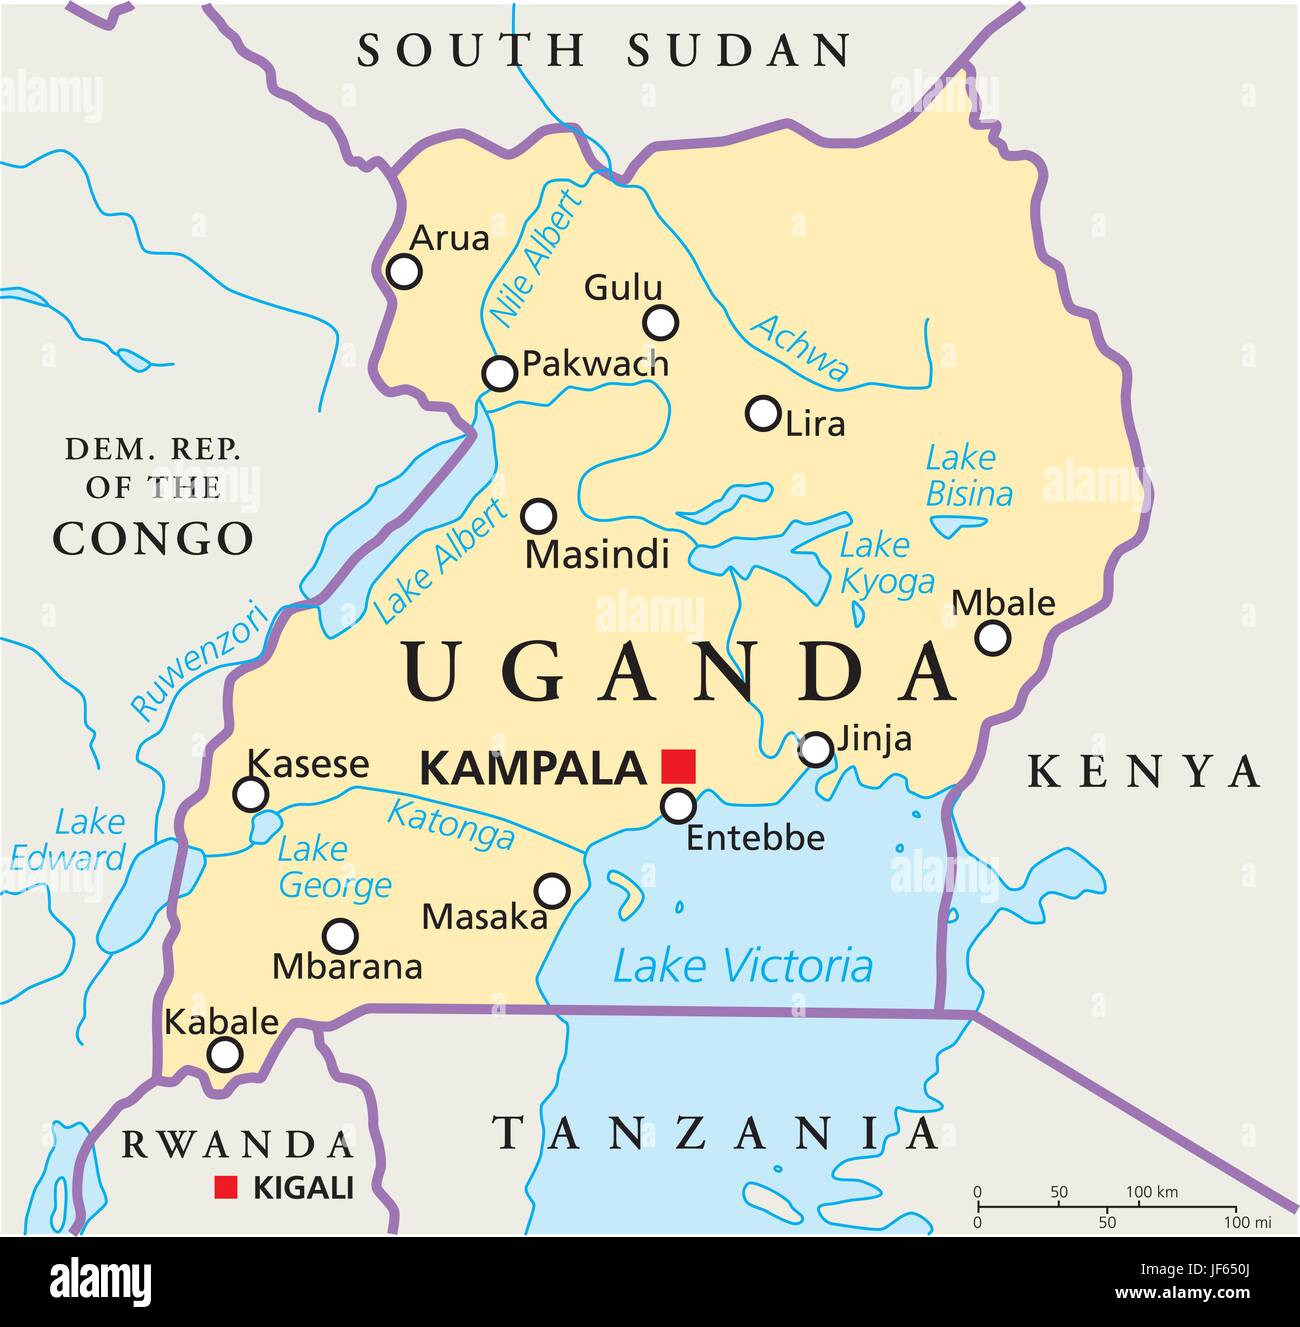 SOUTH SUDAN
Arua
Nile Albert
Gulu
Achwa
Pakwach
Lira
DEM. REP.
OF THE
CONGO
Lake
Bisina
Lake Albert
Masindi
Lake
Kyoga
Mbale
Ruwenzori
UGANDA
Jinja
Kasese
KAMPALA
KENYA
Katonga
Entebbe
Lake
Edward
Lake
George
Masaka
Mbarana
Lake Victoria
Kabale
RWANDA
KIGALI
TANZANIA
0 50 100 km
0 50 100 mi
alamy
alamy
alamy
alamy
alamy
alamy
alamy
a
a
a
a
a
a
a
a
a
a
a
a
alamy
Image ID: JF650J
www.alamy.com